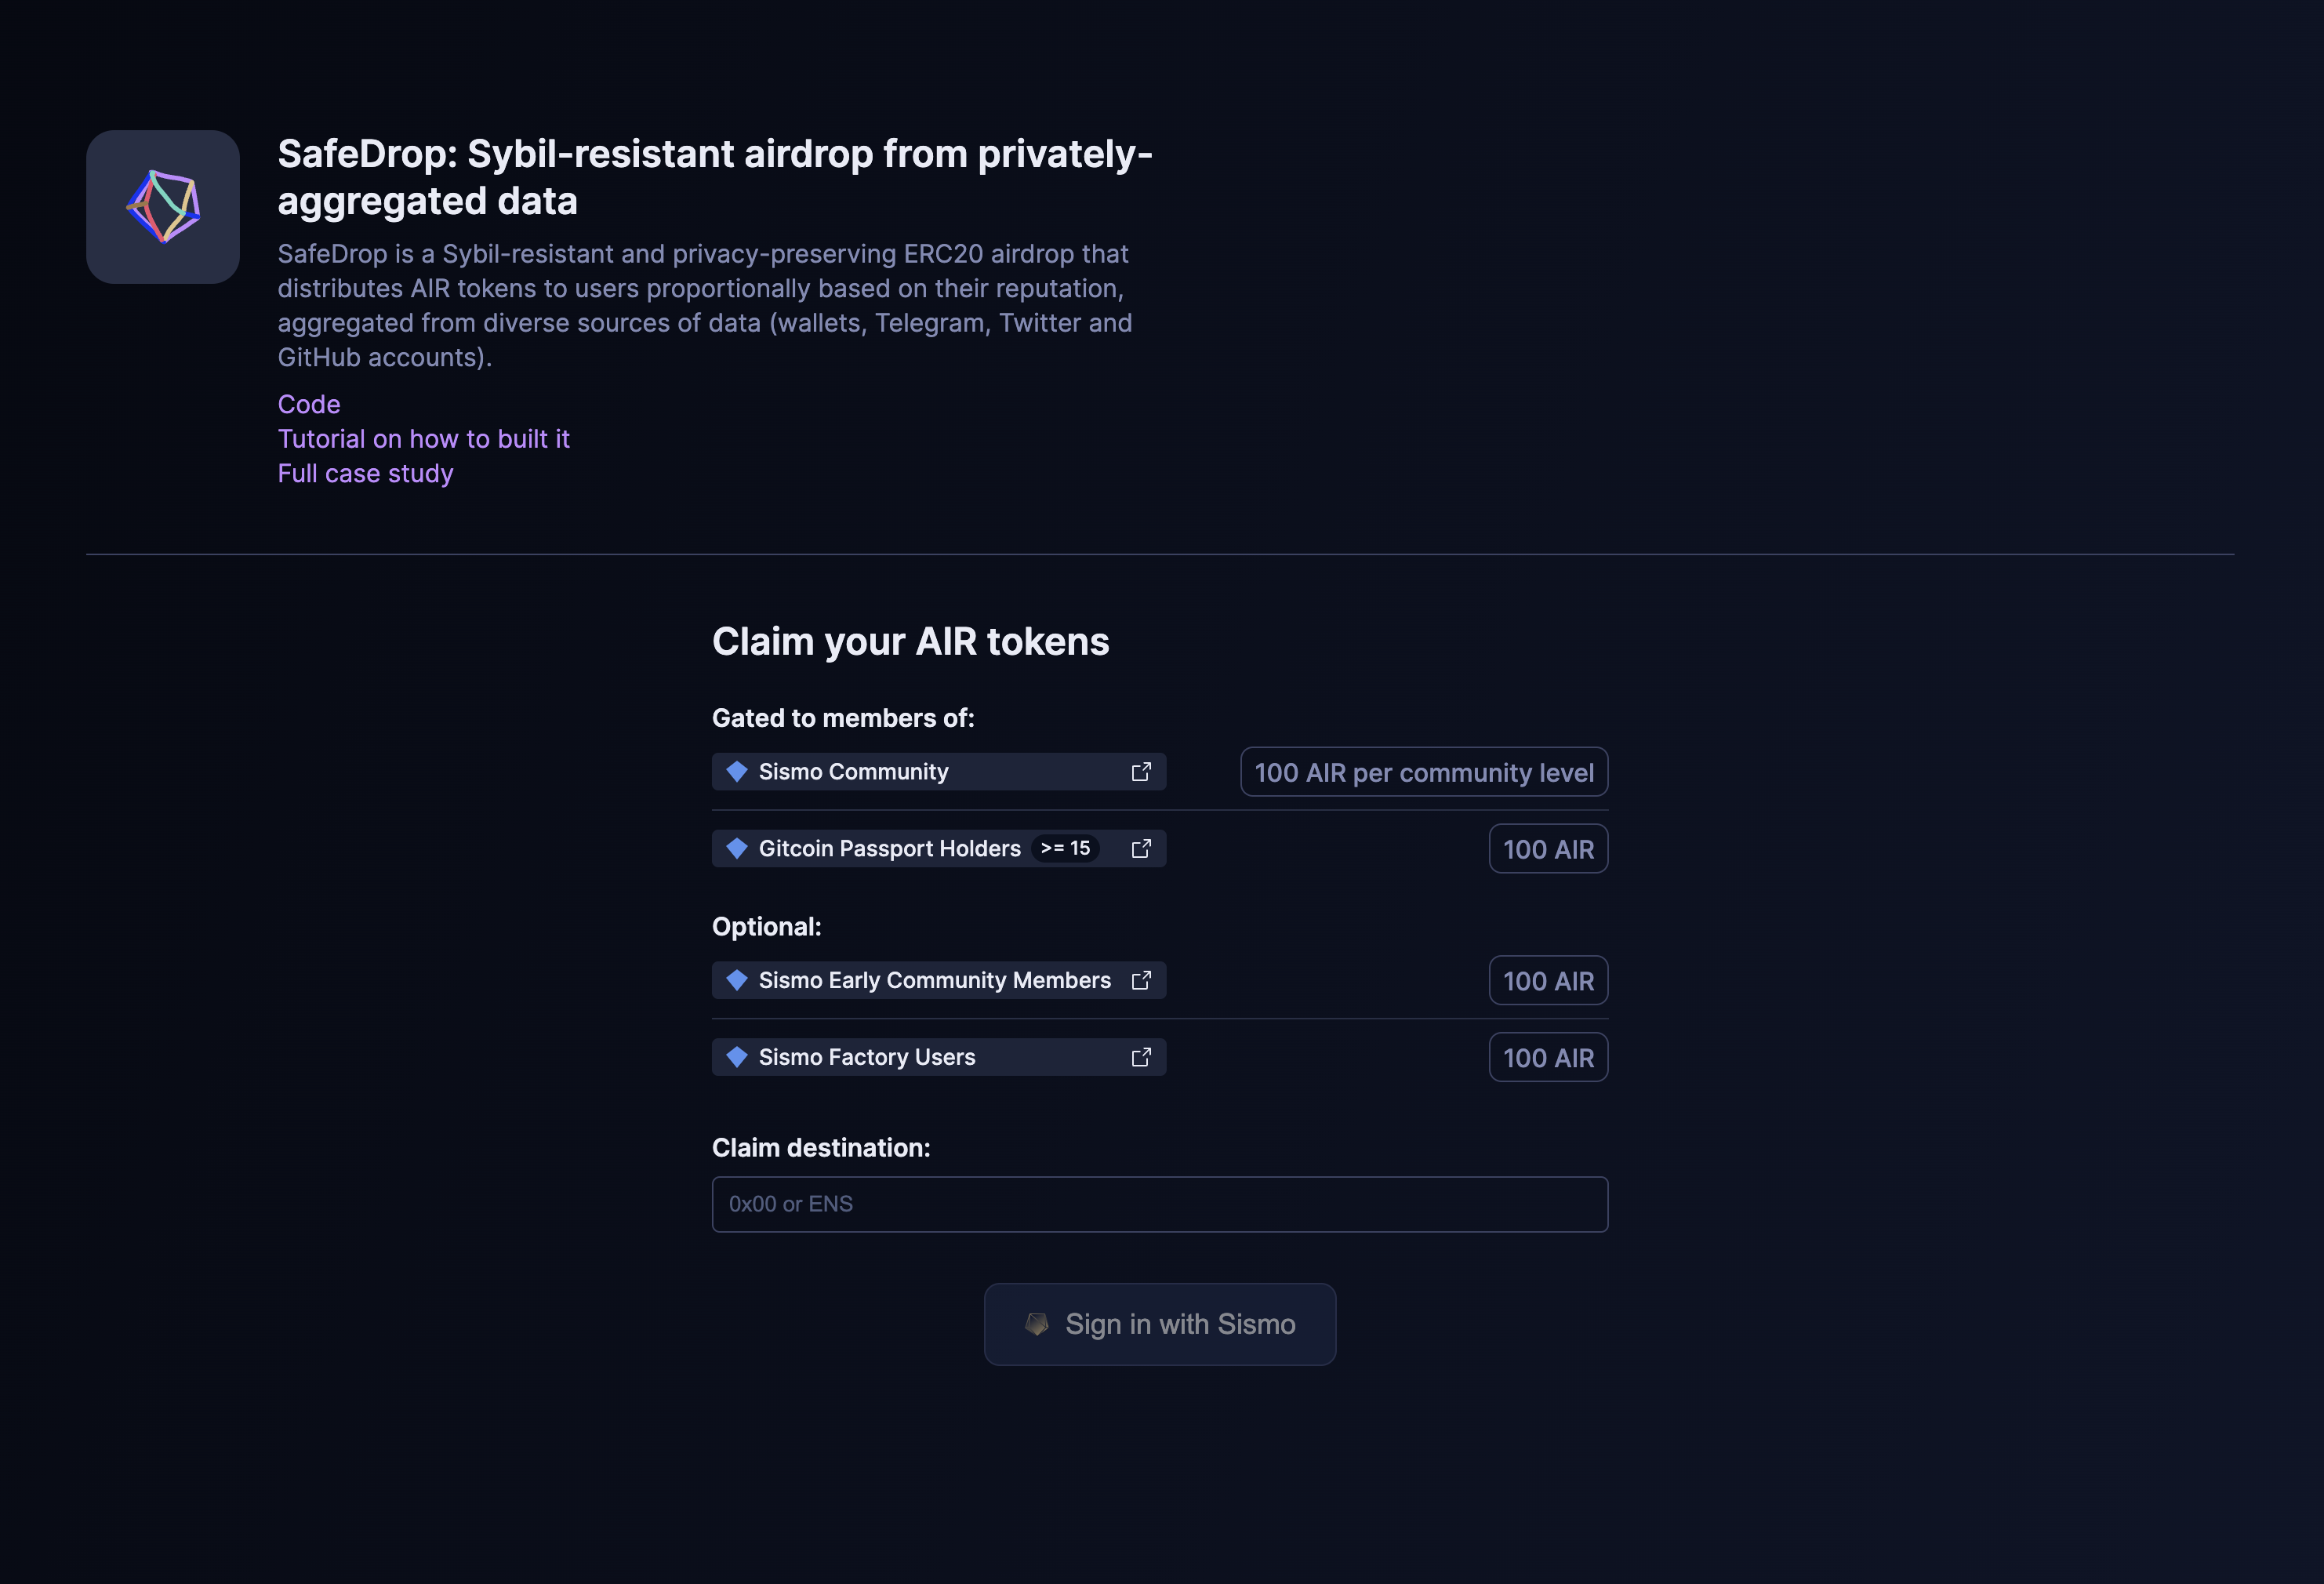 SafeDrop: Sybil-resistant airdrop from privately-
aggregated data
SafeDrop is a Sybil-resistant and privacy-preserving ERC20 airdrop that
distributes AIR tokens to users proportionally based on their reputation,
aggregated from diverse sources of data (wallets, Telegram, Twitter and
GitHub accounts).
Code
Tutorial on how to built it
Full case study
Claim your AIR tokens
Gated to members of:
Sismo Community 100 AIR per community level
Gitcoin Passport Holders >= 15 100 AIR
Optional:
Sismo Early Community Members 100 AIR
Sismo Factory Users 100 AIR
Claim destination:
0x00 or ENS
Sign in with Sismo